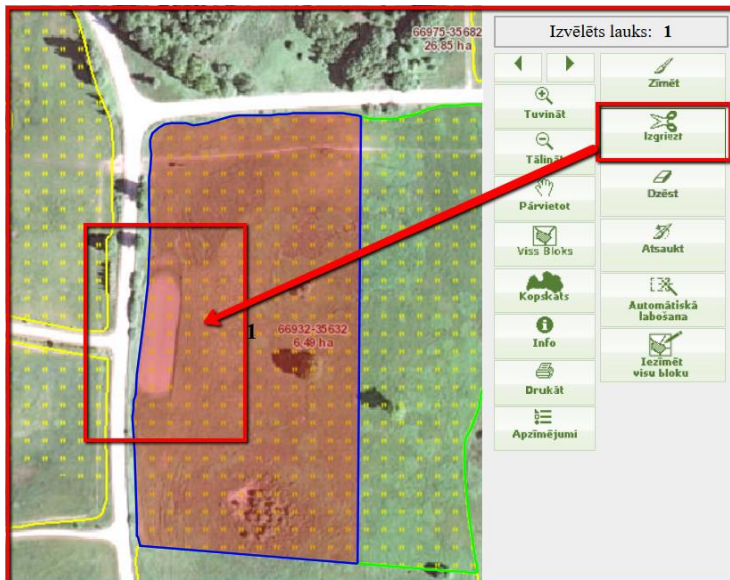 66975-35682
26,85 ha
1
66932-35632
6,49 ha
Izvēlēts lauks: 1
Tuvināt
Tālināt
Pārvietot
Viss Bloks
Kopskats
Info
Drukāt
Apzīmējumi
Zīmēt
Izgriezt
Dzēst
Atsaukt
Automātiskā
labošana
Iezīmēt
visu bloku